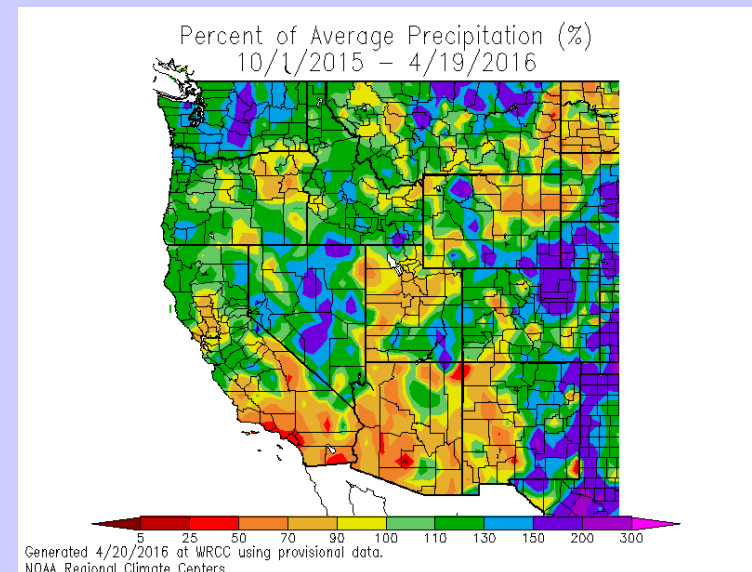 Percent of Average Precipitation (%)
10/1/2015 – 4/19/2016
5 25 50 70 90 100 110 130 150 200 300
Generated 4/20/2016 at WRCC using provisional data.
NOAA Regional Climate Centers